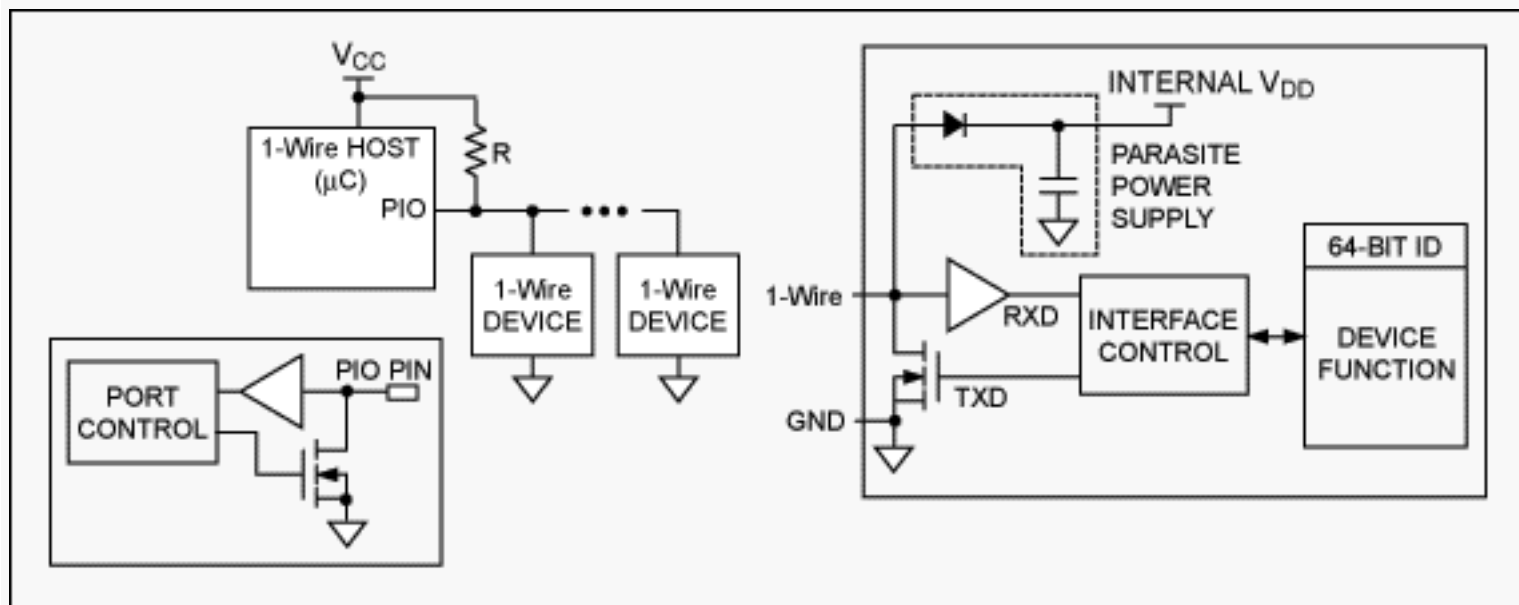 VCC
1-Wire HOST
(μC)
PIO
R
1-Wire
DEVICE
1-Wire
DEVICE
PORT
CONTROL
PIO PIN
INTERNAL VDD
PARASITE
POWER
SUPPLY
1-Wire
RXD
TXD
GND
INTERFACE
CONTROL
64-BIT ID
DEVICE
FUNCTION